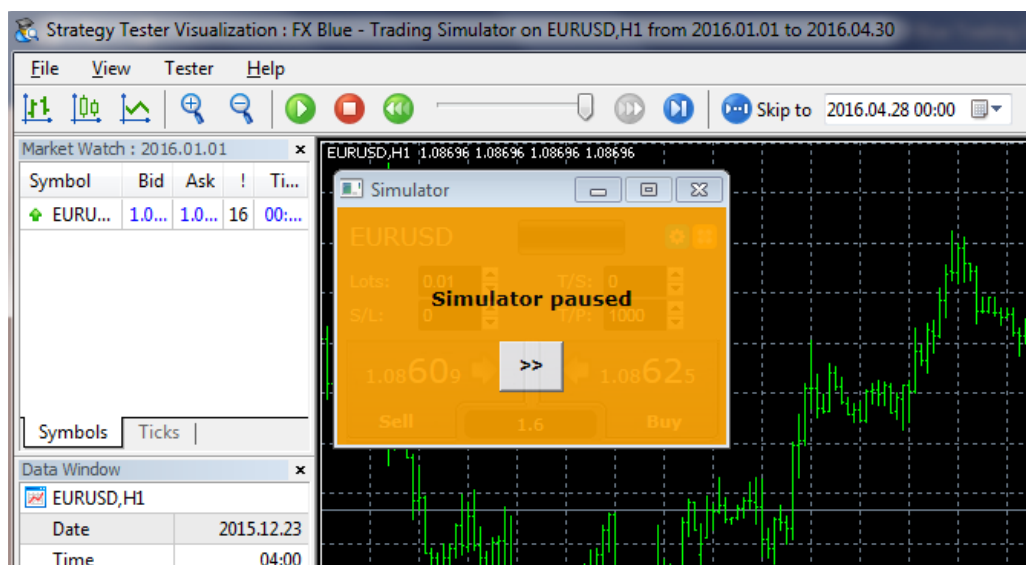 Strategy Tester Visualization : FX Blue - Trading Simulator on EURUSD,H1 from 2016.01.01 to 2016.04.30
File View Tester Help
Skip to 2016.04.28 00:00
Market Watch : 2016.01.01
Symbol Bid Ask ! Ti...
EURU... 1.0... 1.0... 16 00:...
Symbols Ticks
Data Window
EURUSD,H1
Date 2015.12.23
Time 04:00
EURUSD,H1 1.08696 1.08696 1.08696 1.08696
Simulator
EURUSD
Lots: 0.01 T/S: 0
Simulator paused
S/L: 0 T/P: 1000
>>
1.08609 1.08625
Sell 1.6 Buy